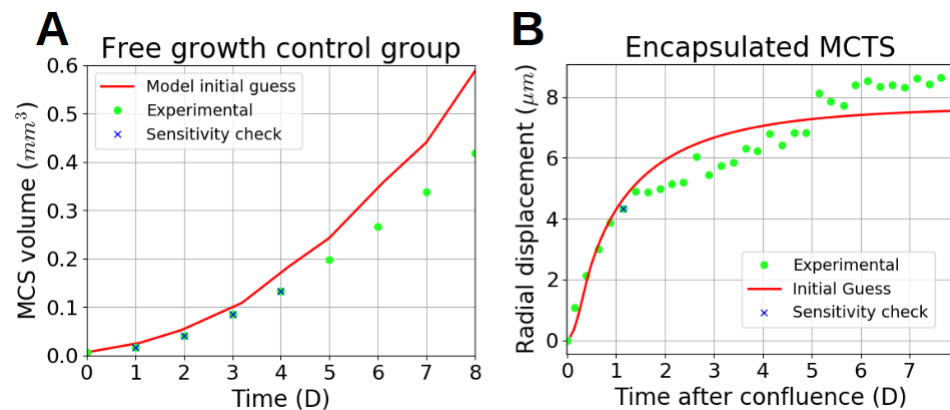 A
Free growth control group
MCS volume (mm³)
0.6
0.5
0.4
0.3
0.2
0.1
0.0
Model initial guess
Experimental
Sensitivity check
0 1 2 3 4 5 6 7 8
Time (D)
B
Encapsulated MCTS
Radial displacement (μm)
8
6
4
2
0
Experimental
Initial Guess
Sensitivity check
0 1 2 3 4 5 6 7
Time after confluence (D)